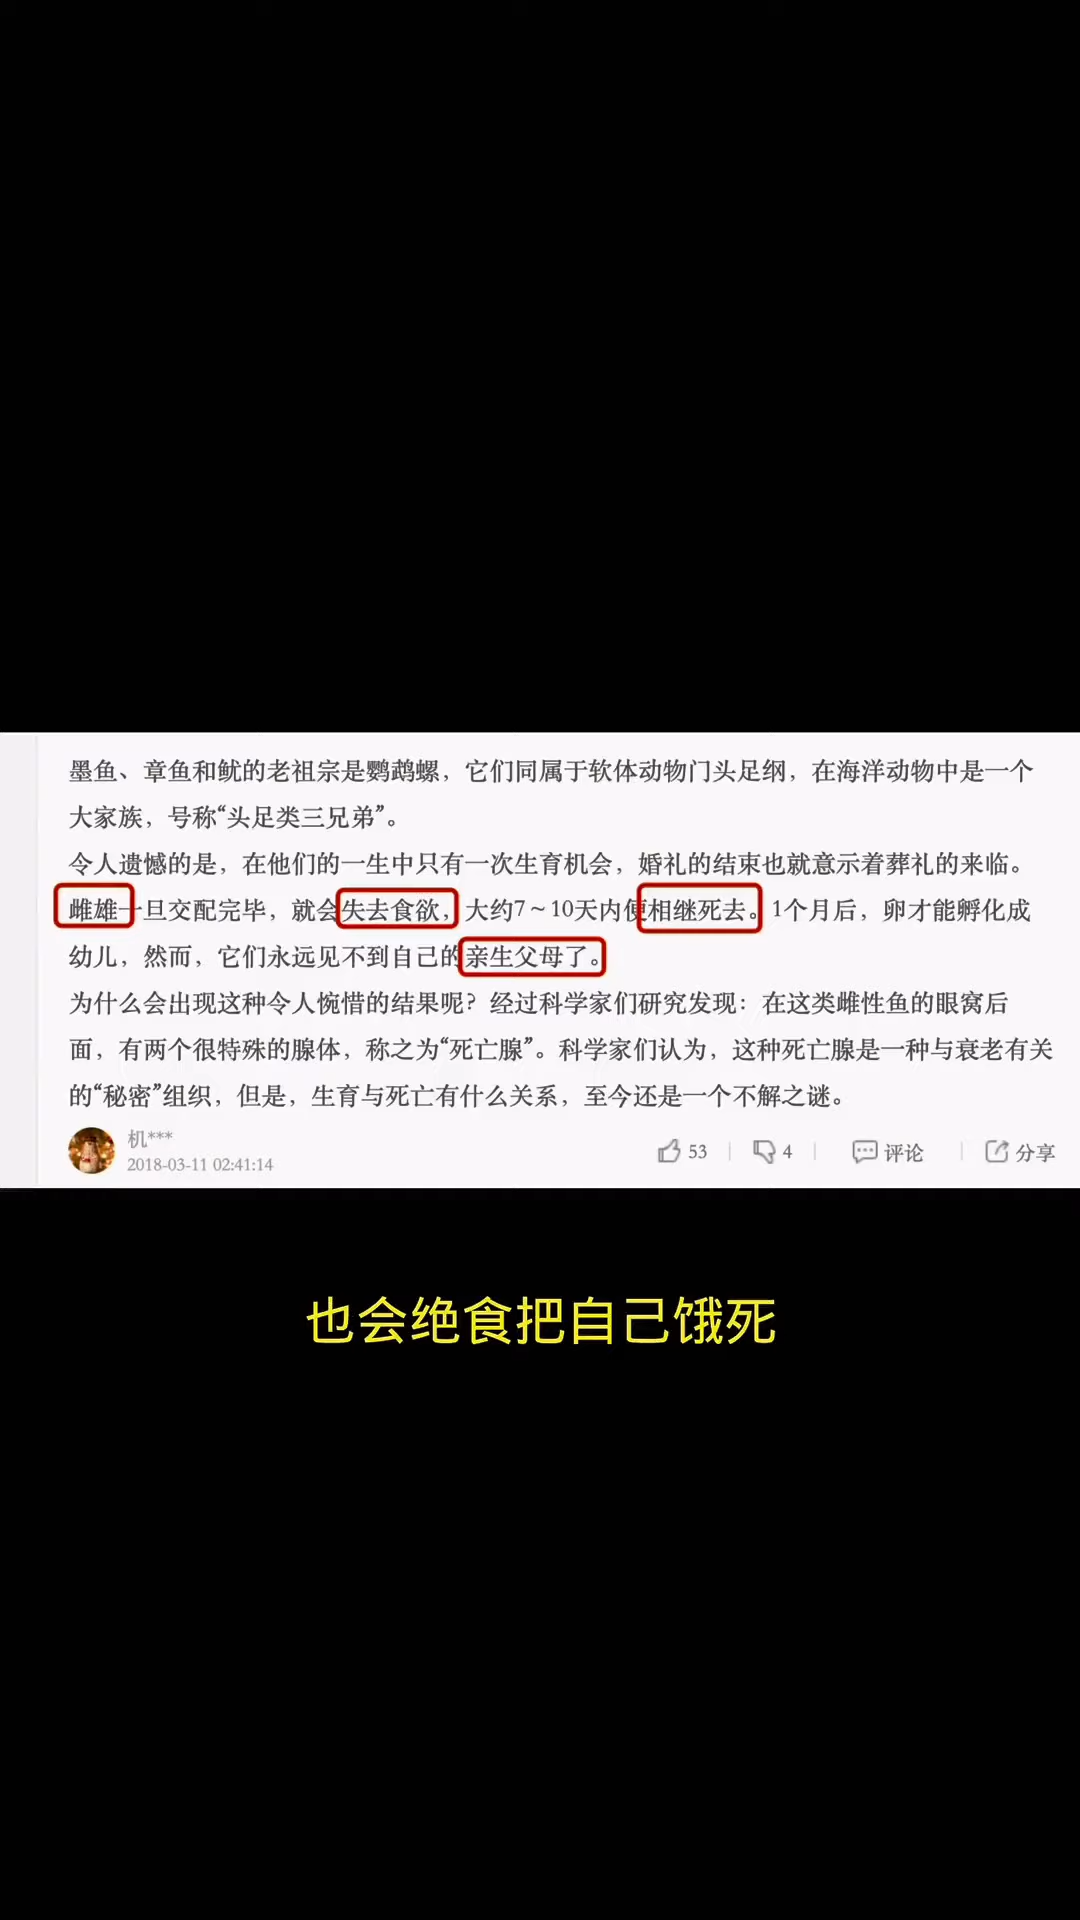 墨鱼、章鱼和鱿的老祖宗是鹦鹉螺，它们同属于软体动物门头足纲，在海洋动物中是一个
大家族，号称“头足类三兄弟”。
令人遗憾的是，在他们的一生中只有一次生育机会，婚礼的结束也就意示着葬礼的来临。
雌雄一旦交配完毕，就会失去食欲，大约7～10天内便相继死去。1个月后，卵才能孵化成
幼儿，然而，它们永远见不到自己的亲生父母了。
为什么会出现这种令人惋惜的结果呢？经过科学家们研究发现：在这类雌性鱼的眼窝后
面，有两个很特殊的腺体，称之为“死亡腺”。科学家们认为，这种死亡腺是一种与衰老有关
的“秘密”组织，但是，生育与死亡有什么关系，至今还是一个不解之谜。
机***
2018-03-11 02:41:14
53
4
评论
分享
也会绝食把自己饿死